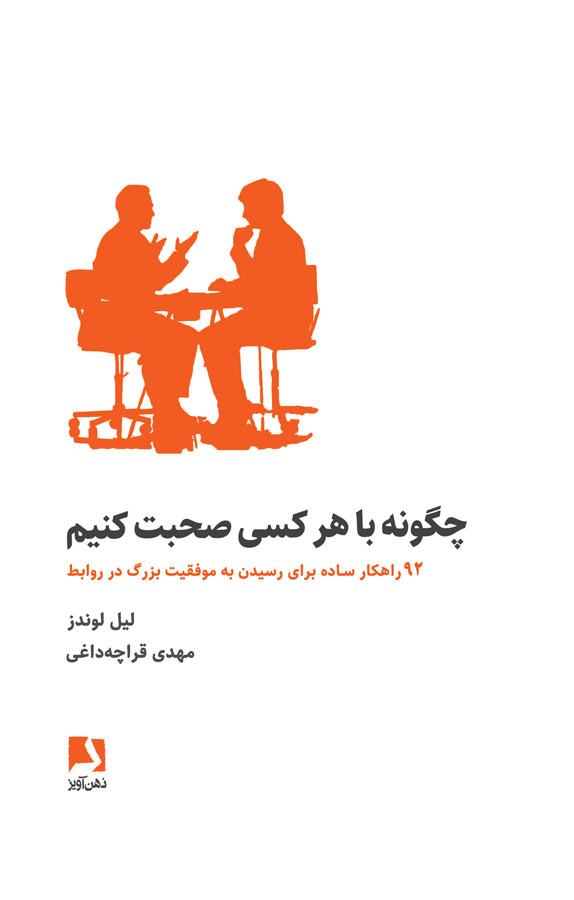 چگونه با هر کسی صحبت کنیم
۹۲ راهکار ساده برای رسیدن به موفقیت بزرگ در روابط
لیل لوندز
مهدی قراچه‌داغی
ذهن‌آویز